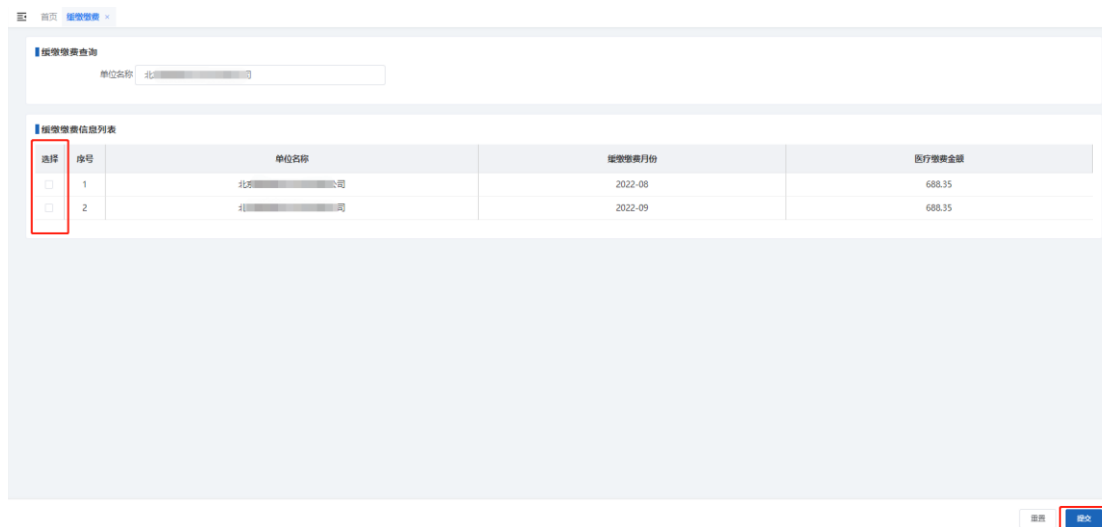 首页 缓缴缴费 ×
缓缴缴费查询
单位名称
缓缴缴费信息列表
选择 序号 单位名称 缓缴缴费月份 医疗缴费金额
1 公司 2022-08 688.35
2 司 2022-09 688.35
重置 提交